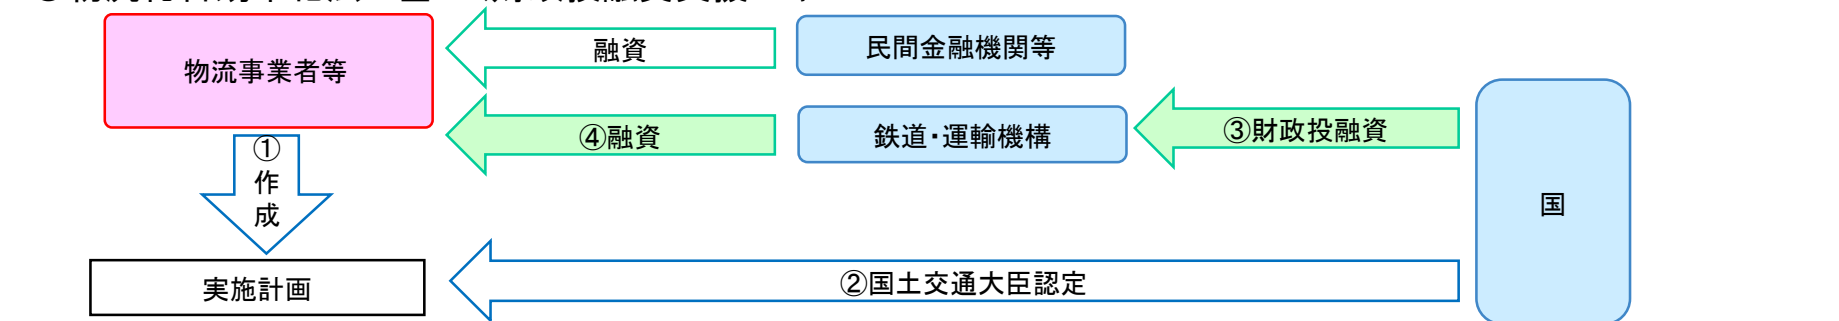 物流事業者等
融資
民間金融機関等
④融資
鉄道・運輸機構
③財政投融資
①
作
成
国
実施計画
②国土交通大臣認定